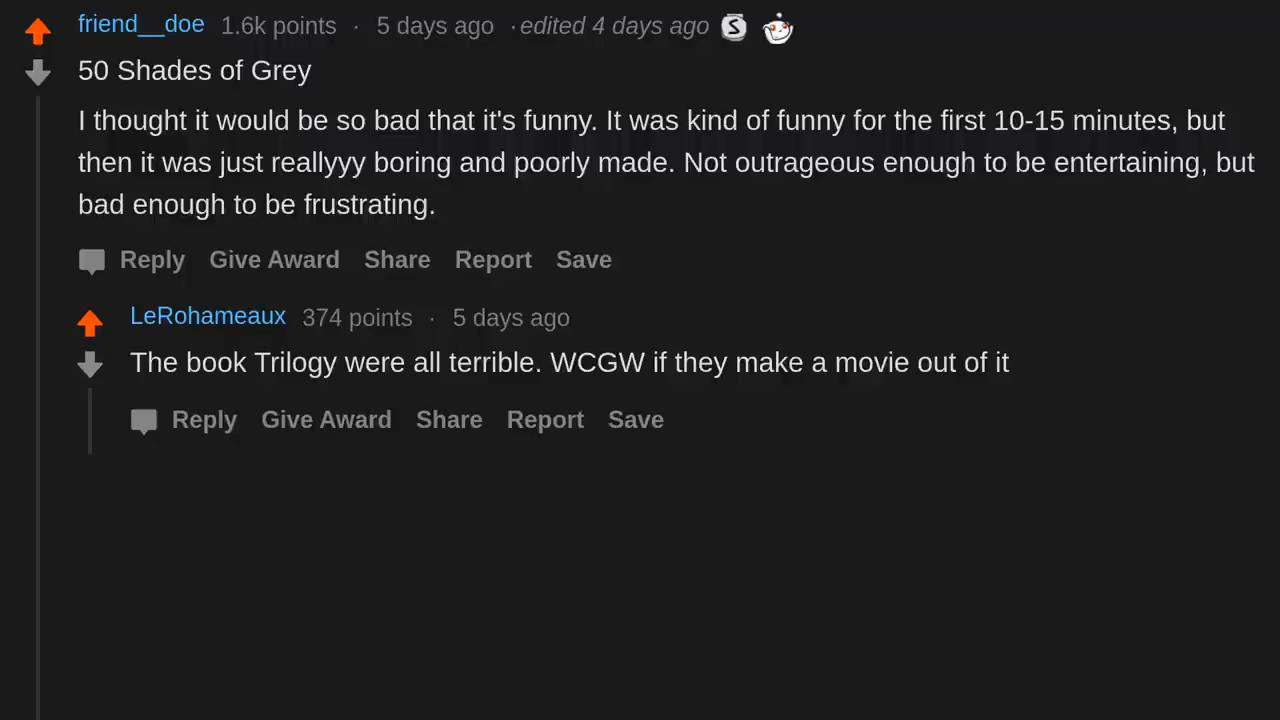 friend__doe 1.6k points · 5 days ago · edited 4 days ago S
50 Shades of Grey
I thought it would be so bad that it's funny. It was kind of funny for the first 10-15 minutes, but
then it was just reallyyy boring and poorly made. Not outrageous enough to be entertaining, but
bad enough to be frustrating.
Reply Give Award Share Report Save
LeRohameaux 374 points · 5 days ago
The book Trilogy were all terrible. WCGW if they make a movie out of it
Reply Give Award Share Report Save